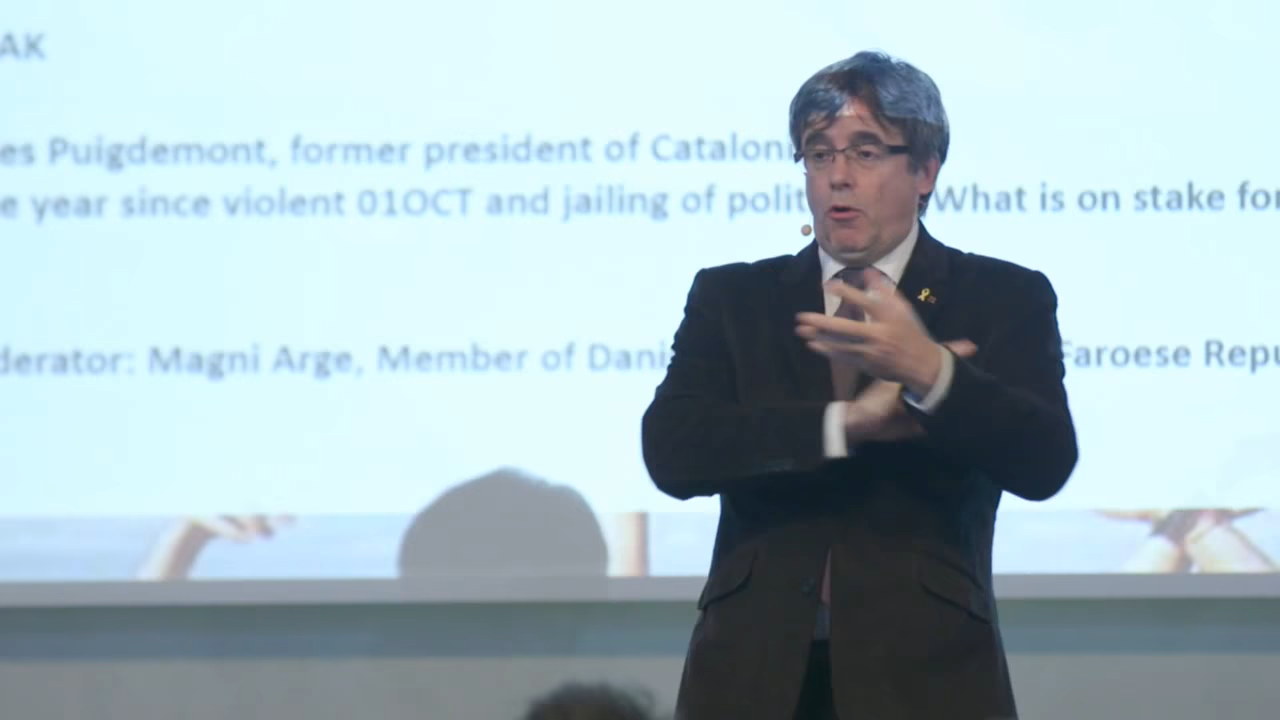 AK
es Puigdemont, former president of Cataloni
e year since violent 01OCT and jailing of polit What is on stake for
derator: Magni Arge, Member of Dani Faroese Repu